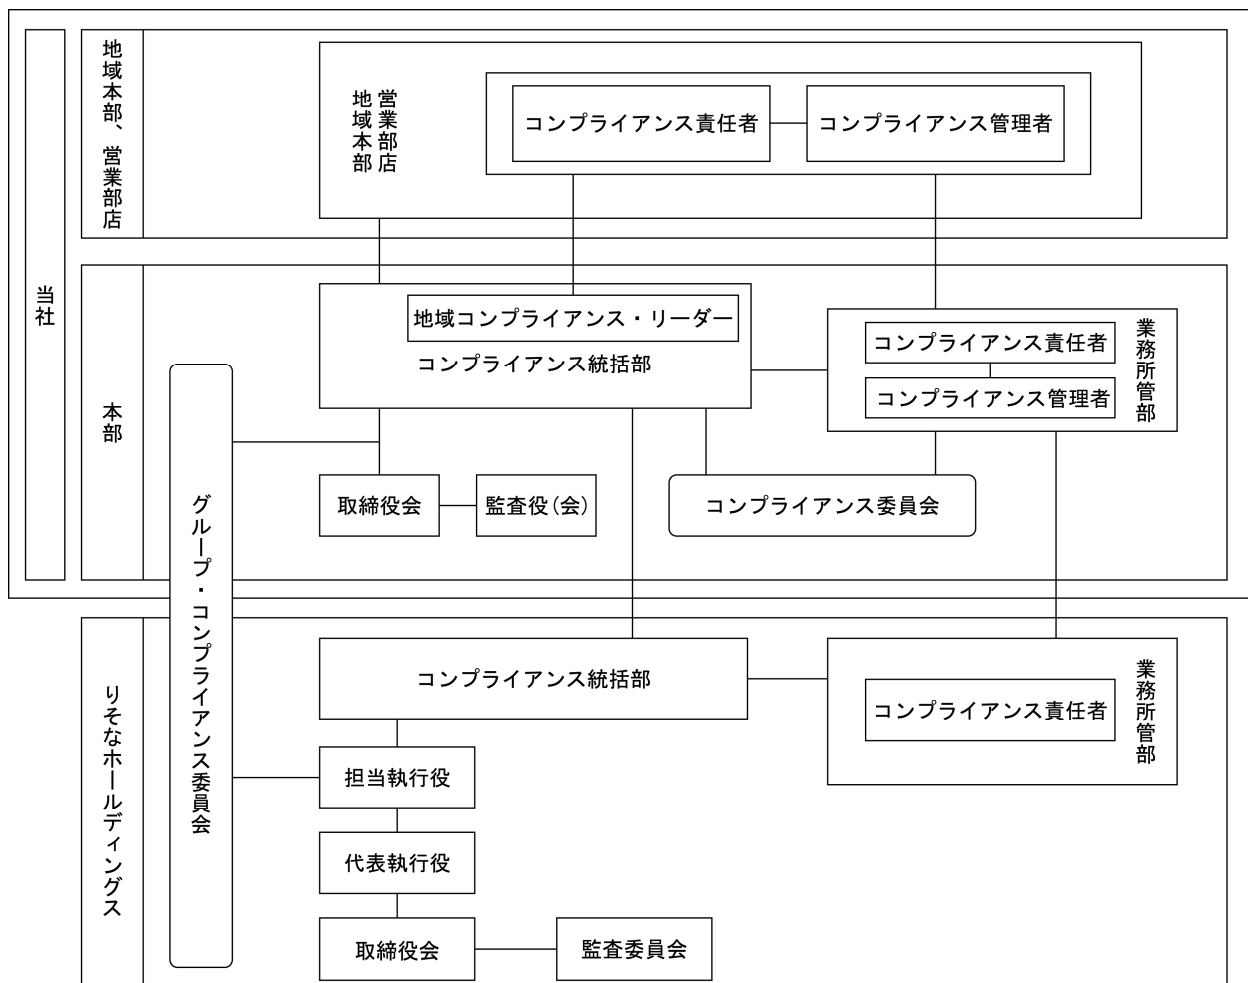 当社
地域本部、営業部店
営業部店
地域本部
コンプライアンス責任者
コンプライアンス管理者
本部
地域コンプライアンス・リーダー
コンプライアンス統括部
業務所管部
コンプライアンス責任者
コンプライアンス管理者
取締役会
監査役(会)
コンプライアンス委員会
グループ・コンプライアンス委員会
りそなホールディングス
コンプライアンス統括部
業務所管部
コンプライアンス責任者
担当執行役
代表執行役
取締役会
監査委員会